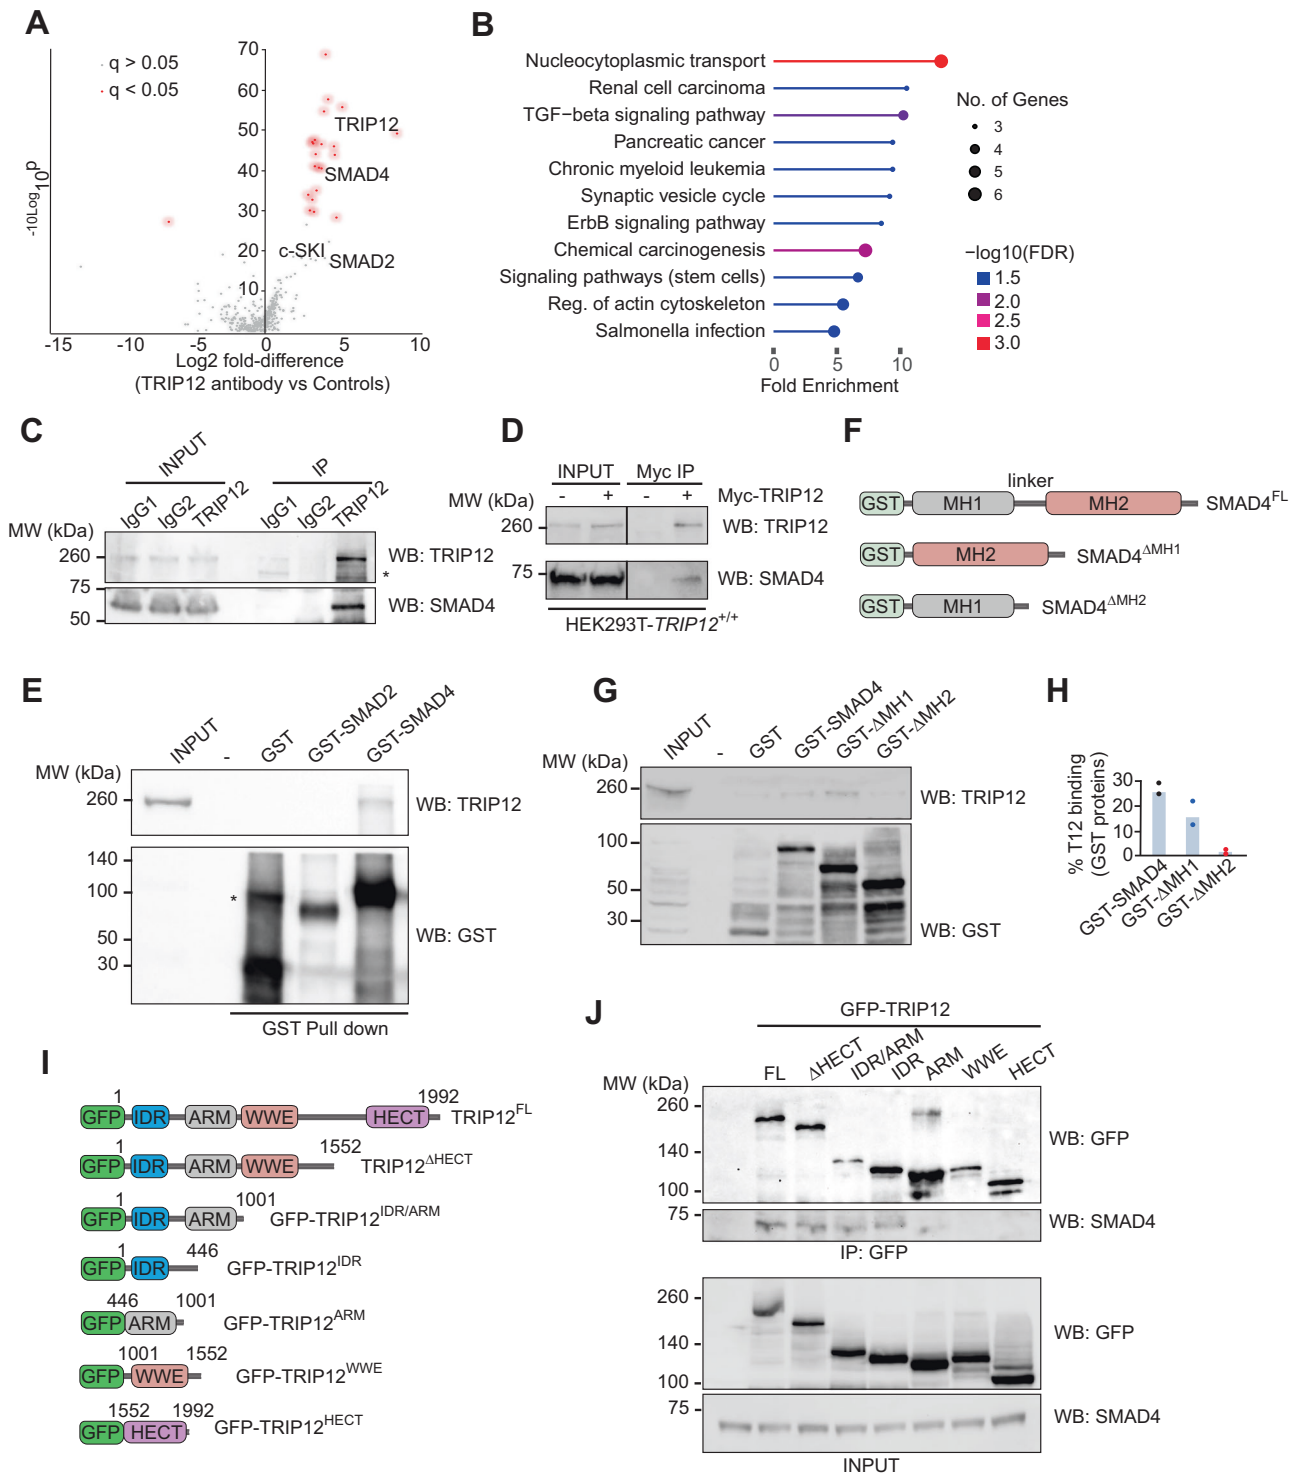 A
q > 0.05
q < 0.05
70
60
50
40
30
20
10
TRIP12
SMAD4
c-SKI
SMAD2
-10Log10p
-15 -10 -5 0 5 10
Log2 fold-difference
(TRIP12 antibody vs Controls)
B
Nucleocytoplasmic transport
Renal cell carcinoma
TGF−beta signaling pathway
Pancreatic cancer
Chronic myeloid leukemia
Synaptic vesicle cycle
ErbB signaling pathway
Chemical carcinogenesis
Signaling pathways (stem cells)
Reg. of actin cytoskeleton
Salmonella infection
0 5 10
Fold Enrichment
No. of Genes
3
4
5
6
−log10(FDR)
1.5
2.0
2.5
3.0
C
INPUT IP
IgG1 IgG2 TRIP12 IgG1 IgG2 TRIP12
MW (kDa)
260
75
50
WB: TRIP12
*
WB: SMAD4
D
INPUT Myc IP
MW (kDa) - + - + Myc-TRIP12
260
75
WB: TRIP12
WB: SMAD4
HEK293T-TRIP12+/+
F
linker
GST MH1 MH2 SMAD4FL
GST MH2 SMAD4ΔMH1
GST MH1 SMAD4ΔMH2
E
INPUT - GST GST-SMAD2 GST-SMAD4
MW (kDa)
260
WB: TRIP12
140
100
*
50
30
WB: GST
GST Pull down
G
INPUT - GST GST-SMAD4 GST-ΔMH1 GST-ΔMH2
MW (kDa)
260
WB: TRIP12
100
50
30
WB: GST
H
% T12 binding
(GST proteins)
30
20
10
0
GST-SMAD4
GST-ΔMH1
GST-ΔMH2
I
1 1992
GFP IDR ARM WWE HECT TRIP12FL
1 1552
GFP IDR ARM WWE TRIP12ΔHECT
1 1001
GFP IDR ARM GFP-TRIP12IDR/ARM
1 446
GFP IDR GFP-TRIP12IDR
446 1001
GFP ARM GFP-TRIP12ARM
1001 1552
GFP WWE GFP-TRIP12WWE
1552 1992
GFP HECT GFP-TRIP12HECT
J
GFP-TRIP12
FL ΔHECT IDR/ARM IDR ARM WWE HECT
MW (kDa)
260
140
100
75
WB: GFP
WB: SMAD4
IP: GFP
260
140
100
75
WB: GFP
WB: SMAD4
INPUT